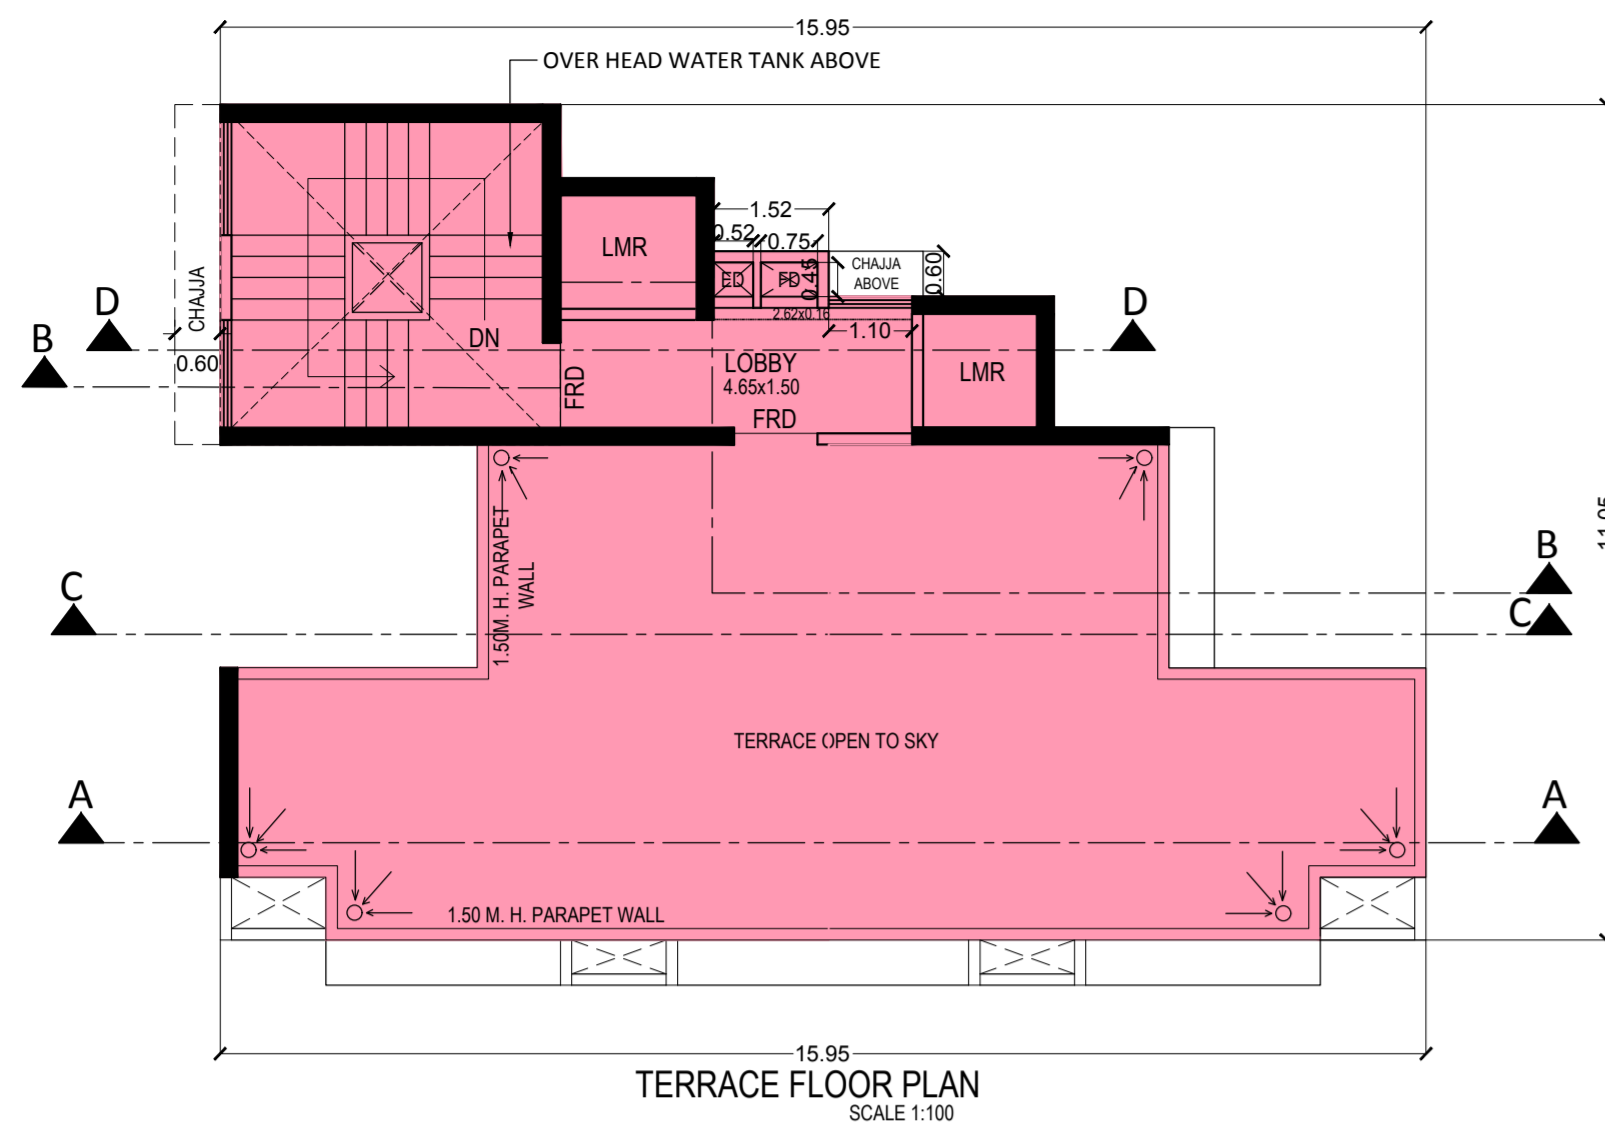 15.95
OVER HEAD WATER TANK ABOVE
1.52
LMR
0.52
0.75
ED
FD
0.45
CHAJJA
ABOVE
0.60
CHAJJA
D
D
2.62x0.16
B
DN
1.10
0.60
LOBBY
4.65x1.50
LMR
FRD
FRD
1.50M. H. PARAPET
WALL
B
C
C
TERRACE OPEN TO SKY
A
A
1.50 M. H. PARAPET WALL
15.95
TERRACE FLOOR PLAN
SCALE 1:100